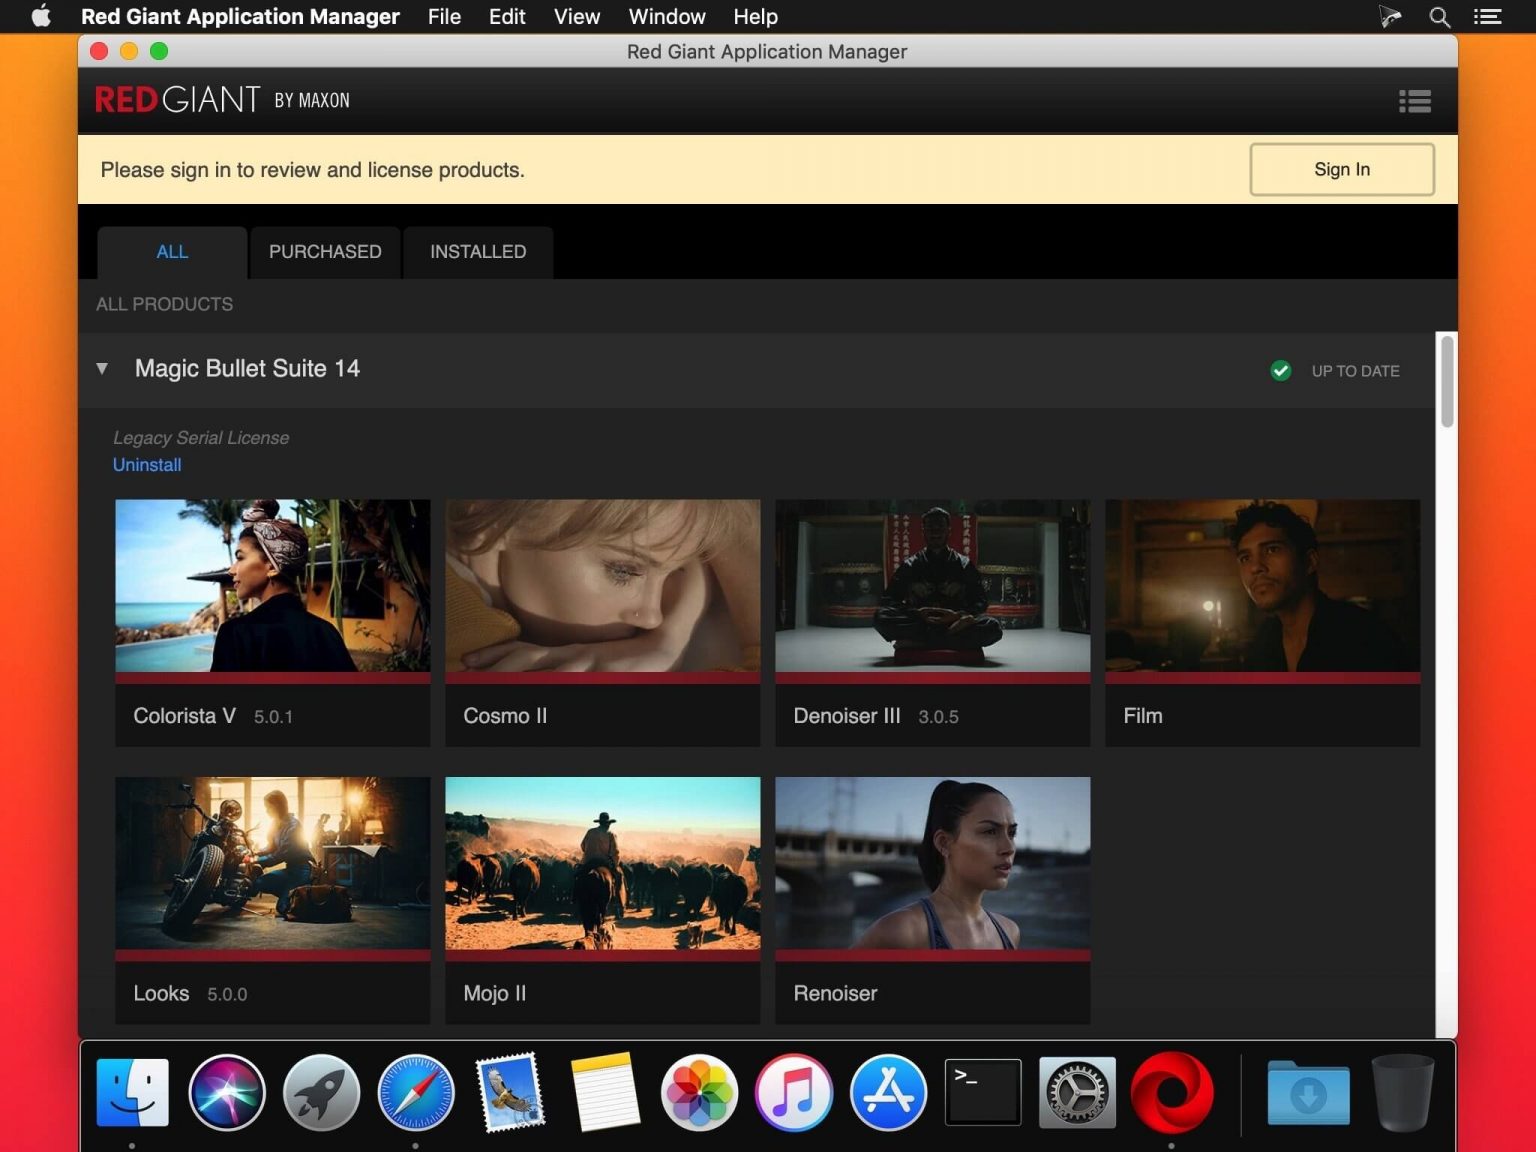 Red Giant Application Manager File Edit View Window Help
Red Giant Application Manager
RED GIANT BY MAXON
Please sign in to review and license products.
Sign In
ALL PURCHASED INSTALLED
ALL PRODUCTS
Magic Bullet Suite 14
UP TO DATE
Legacy Serial License
Uninstall
Colorista V 5.0.1
Cosmo II
Denoiser III 3.0.5
Film
Looks 5.0.0
Mojo II
Renoiser
>_